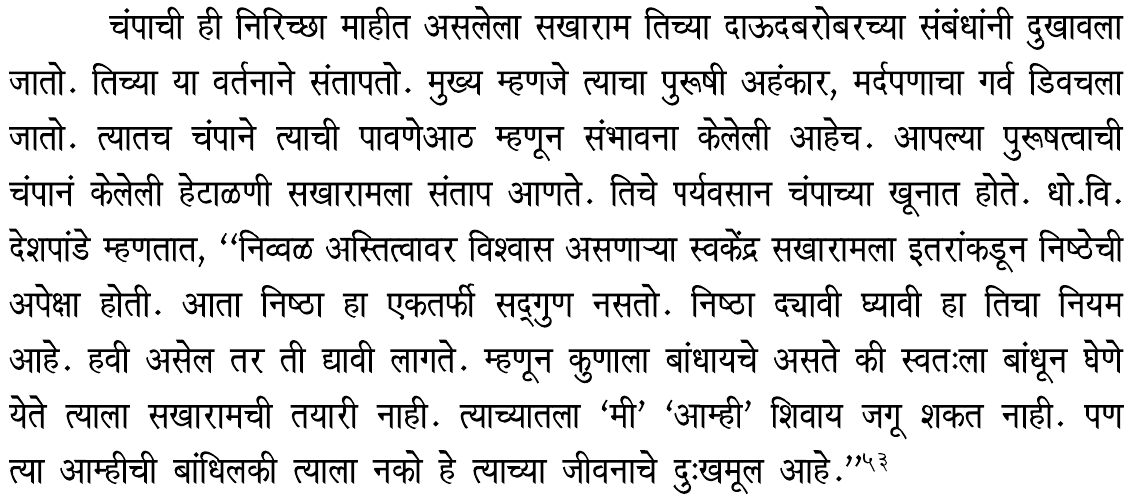 चंपाची ही निरिच्छा माहीत असलेला सखाराम तिच्या दाऊदबरोबरच्या संबंधांनी दुखावला
जातो. तिच्या या वर्तनाने संतापतो. मुख्य म्हणजे त्याचा पुरूषी अहंकार, मर्दपणाचा गर्व डिवचला
जातो. त्यातच चंपाने त्याची पावणेआठ म्हणून संभावना केलेली आहेच. आपल्या पुरूषत्वाची
चंपानं केलेली हेटाळणी सखारामला संताप आणते. तिचे पर्यवसान चंपाच्या खूनात होते. धो.वि.
देशपांडे म्हणतात, ‘‘निव्वळ अस्तित्वावर विश्वास असणाऱ्या स्वकेंद्र सखारामला इतरांकडून निष्ठेची
अपेक्षा होती. आता निष्ठा हा एकतर्फी सद्‌गुण नसतो. निष्ठा द्यावी घ्यावी हा तिचा नियम
आहे. हवी असेल तर ती द्यावी लागते. म्हणून कुणाला बांधायचे असते की स्वतःला बांधून घेणे
येते त्याला सखारामची तयारी नाही. त्याच्यातला ‘मी’ ‘आम्ही’ शिवाय जगू शकत नाही. पण
त्या आम्हीची बांधिलकी त्याला नको हे त्याच्या जीवनाचे दुःखमूल आहे.’’५३